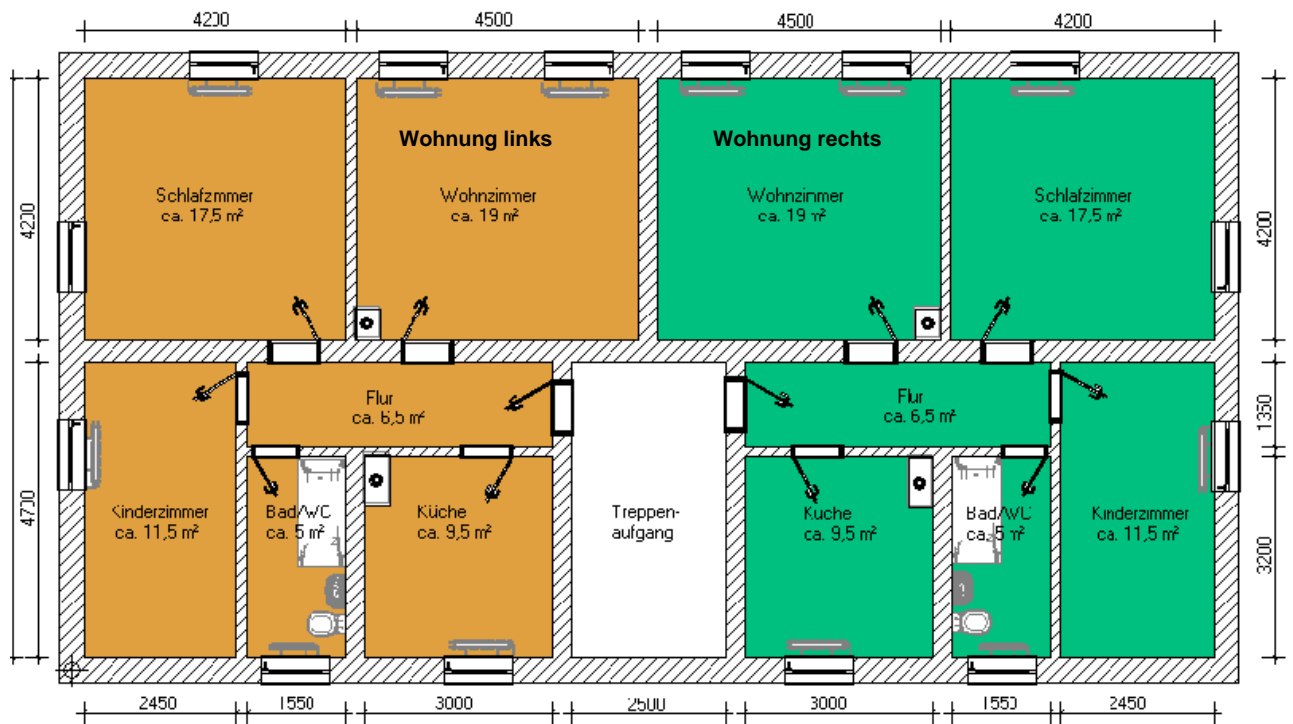 4200 4500 4500 4200
Wohnung links Wohnung rechts
Schlafzimmer Wohnzimmer Wohnzimmer Schlafzimmer
ca. 17,5 m² ca. 19 m² ca. 19 m² ca. 17,5 m²
4200 4200
Flur Flur
ca. 6,5 m² ca. 6,5 m²
1350
Kinderzimmer Bad/WC Küche Treppen- Küche Bad/WC Kinderzimmer
ca. 11,5 m² ca. 5 m² ca. 9,5 m² aufgang ca. 9,5 m² ca. 5 m² ca. 11,5 m²
4700 3200
2450 1550 3000 2500 3000 1550 2450